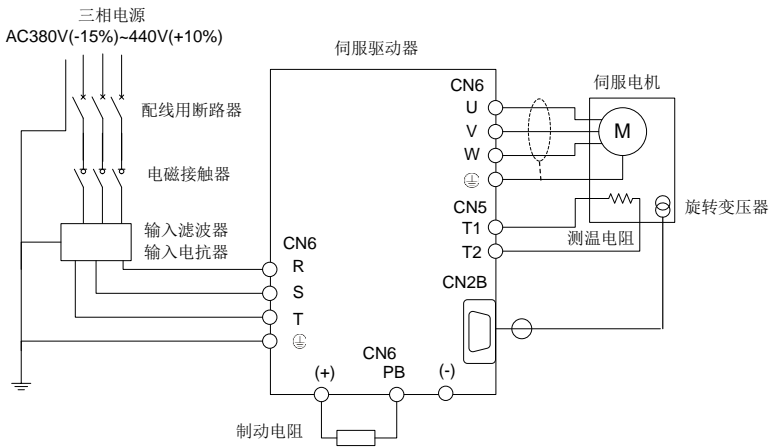 三相电源
AC380V(-15%)~440V(+10%)
伺服驱动器
配线用断路器
电磁接触器
输入滤波器
输入电抗器
CN6
R
S
T
CN6
U
V
W
伺服电机
M
CN5
T1
T2
测温电阻
旋转变压器
CN2B
CN6
(+)
PB
(-)
制动电阻